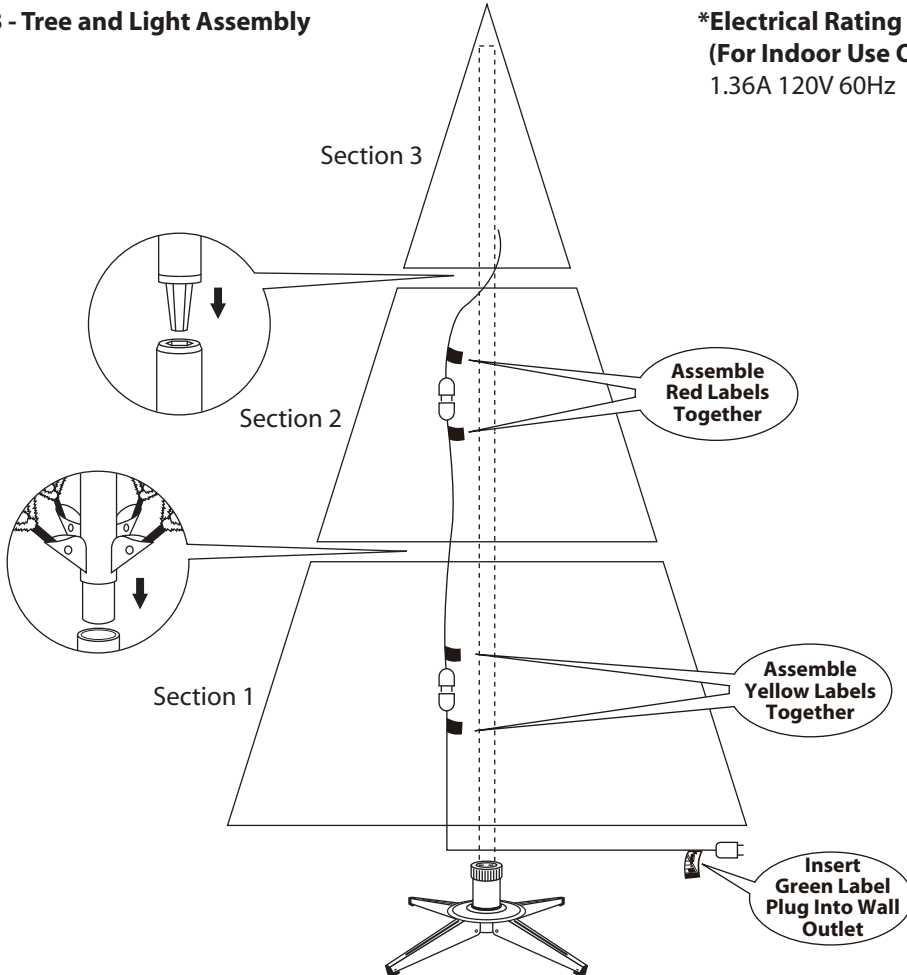 - Tree and Light Assembly
*Electrical Rating
(For Indoor Use
1.36A 120V 60Hz
Section 3
Assemble
Red Labels
Together
Section 2
Assemble
Yellow Labels
Together
Section 1
Insert
Green Label
Plug Into Wall
Outlet